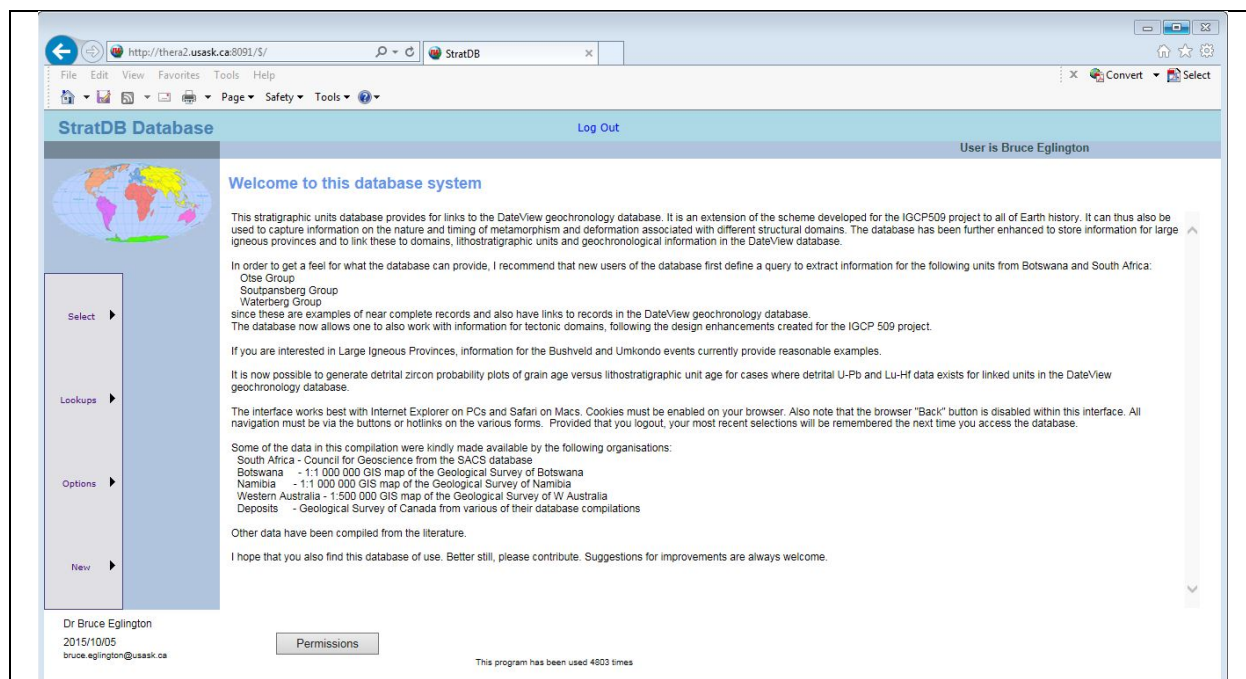 http://thera2.usask.ca:8091/$/
StratDB
File Edit View Favorites Tools Help
Convert Select
Page Safety Tools
StratDB Database
Log Out
User is Bruce Eglington
Welcome to this database system
This stratigraphic units database provides for links to the DateView geochronology database. It is an extension of the scheme developed for the IGCP509 project to all of Earth history. It can thus also be
used to capture information on the nature and timing of metamorphism and deformation associated with different structural domains. The database has been further enhanced to store information for large
igneous provinces and to link these to domains, lithostratigraphic units and geochronological information in the DateView database.
In order to get a feel for what the database can provide, I recommend that new users of the database first define a query to extract information for the following units from Botswana and South Africa:
Otse Group
Soutpansberg Group
Waterberg Group
since these are examples of near complete records and also have links to records in the DateView geochronology database.
The database now allows one to also work with information for tectonic domains, following the design enhancements created for the IGCP 509 project.
If you are interested in Large Igneous Provinces, information for the Bushveld and Umkondo events currently provide reasonable examples.
It is now possible to generate detrital zircon probability plots of grain age versus lithostratigraphic unit age for cases where detrital U-Pb and Lu-Hf data exists for linked units in the DateView
geochronology database.
The interface works best with Internet Explorer on PCs and Safari on Macs. Cookies must be enabled on your browser. Also note that the browser "Back" button is disabled within this interface. All
navigation must be via the buttons or hotlinks on the various forms. Provided that you logout, your most recent selections will be remembered the next time you access the database.
Some of the data in this compilation were kindly made available by the following organisations:
South Africa - Council for Geoscience from the SACS database
Botswana - 1:1 000 000 GIS map of the Geological Survey of Botswana
Namibia - 1:1 000 000 GIS map of the Geological Survey of Namibia
Western Australia - 1:500 000 GIS map of the Geological Survey of W Australia
Deposits - Geological Survey of Canada from various of their database compilations
Other data have been compiled from the literature.
I hope that you also find this database of use. Better still, please contribute. Suggestions for improvements are always welcome.
Select
Lookups
Options
New
Dr Bruce Eglington
2015/10/05
bruce.eglington@usask.ca
Permissions
This program has been used 4803 times